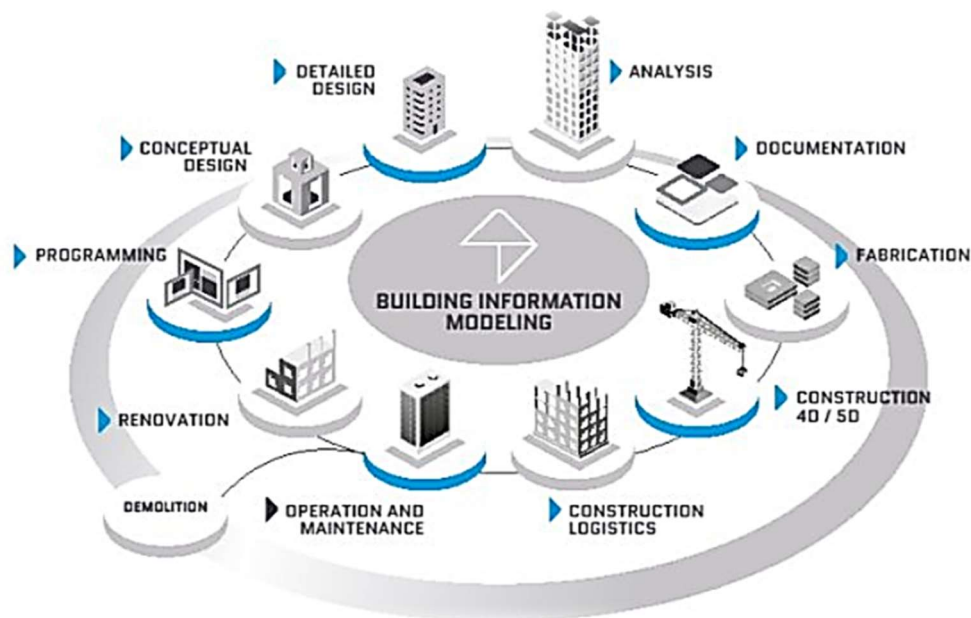 DETAILED
DESIGN
ANALYSIS
CONCEPTUAL
DESIGN
DOCUMENTATION
PROGRAMMING
FABRICATION
BUILDING INFORMATION
MODELING
RENOVATION
CONSTRUCTION
4D / 5D
DEMOLITION
OPERATION AND
MAINTENANCE
CONSTRUCTION
LOGISTICS